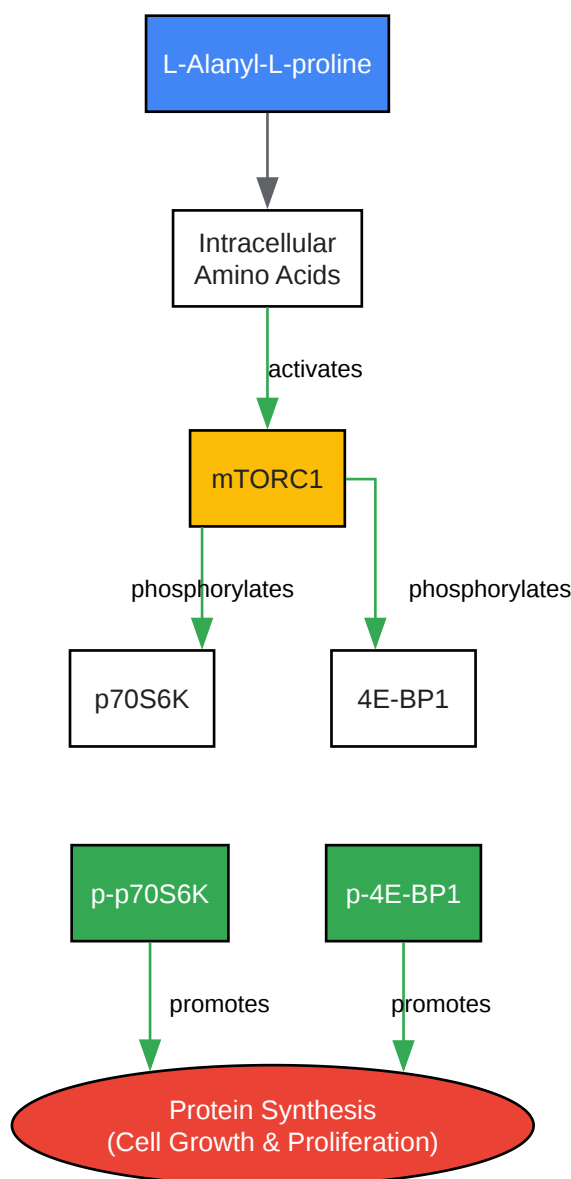 L-Alanyl-L-proline
Intracellular
Amino Acids
activates
mTORC1
phosphorylates
phosphorylates
p70S6K
4E-BP1
p-p70S6K
p-4E-BP1
promotes
promotes
Protein Synthesis
(Cell Growth & Proliferation)